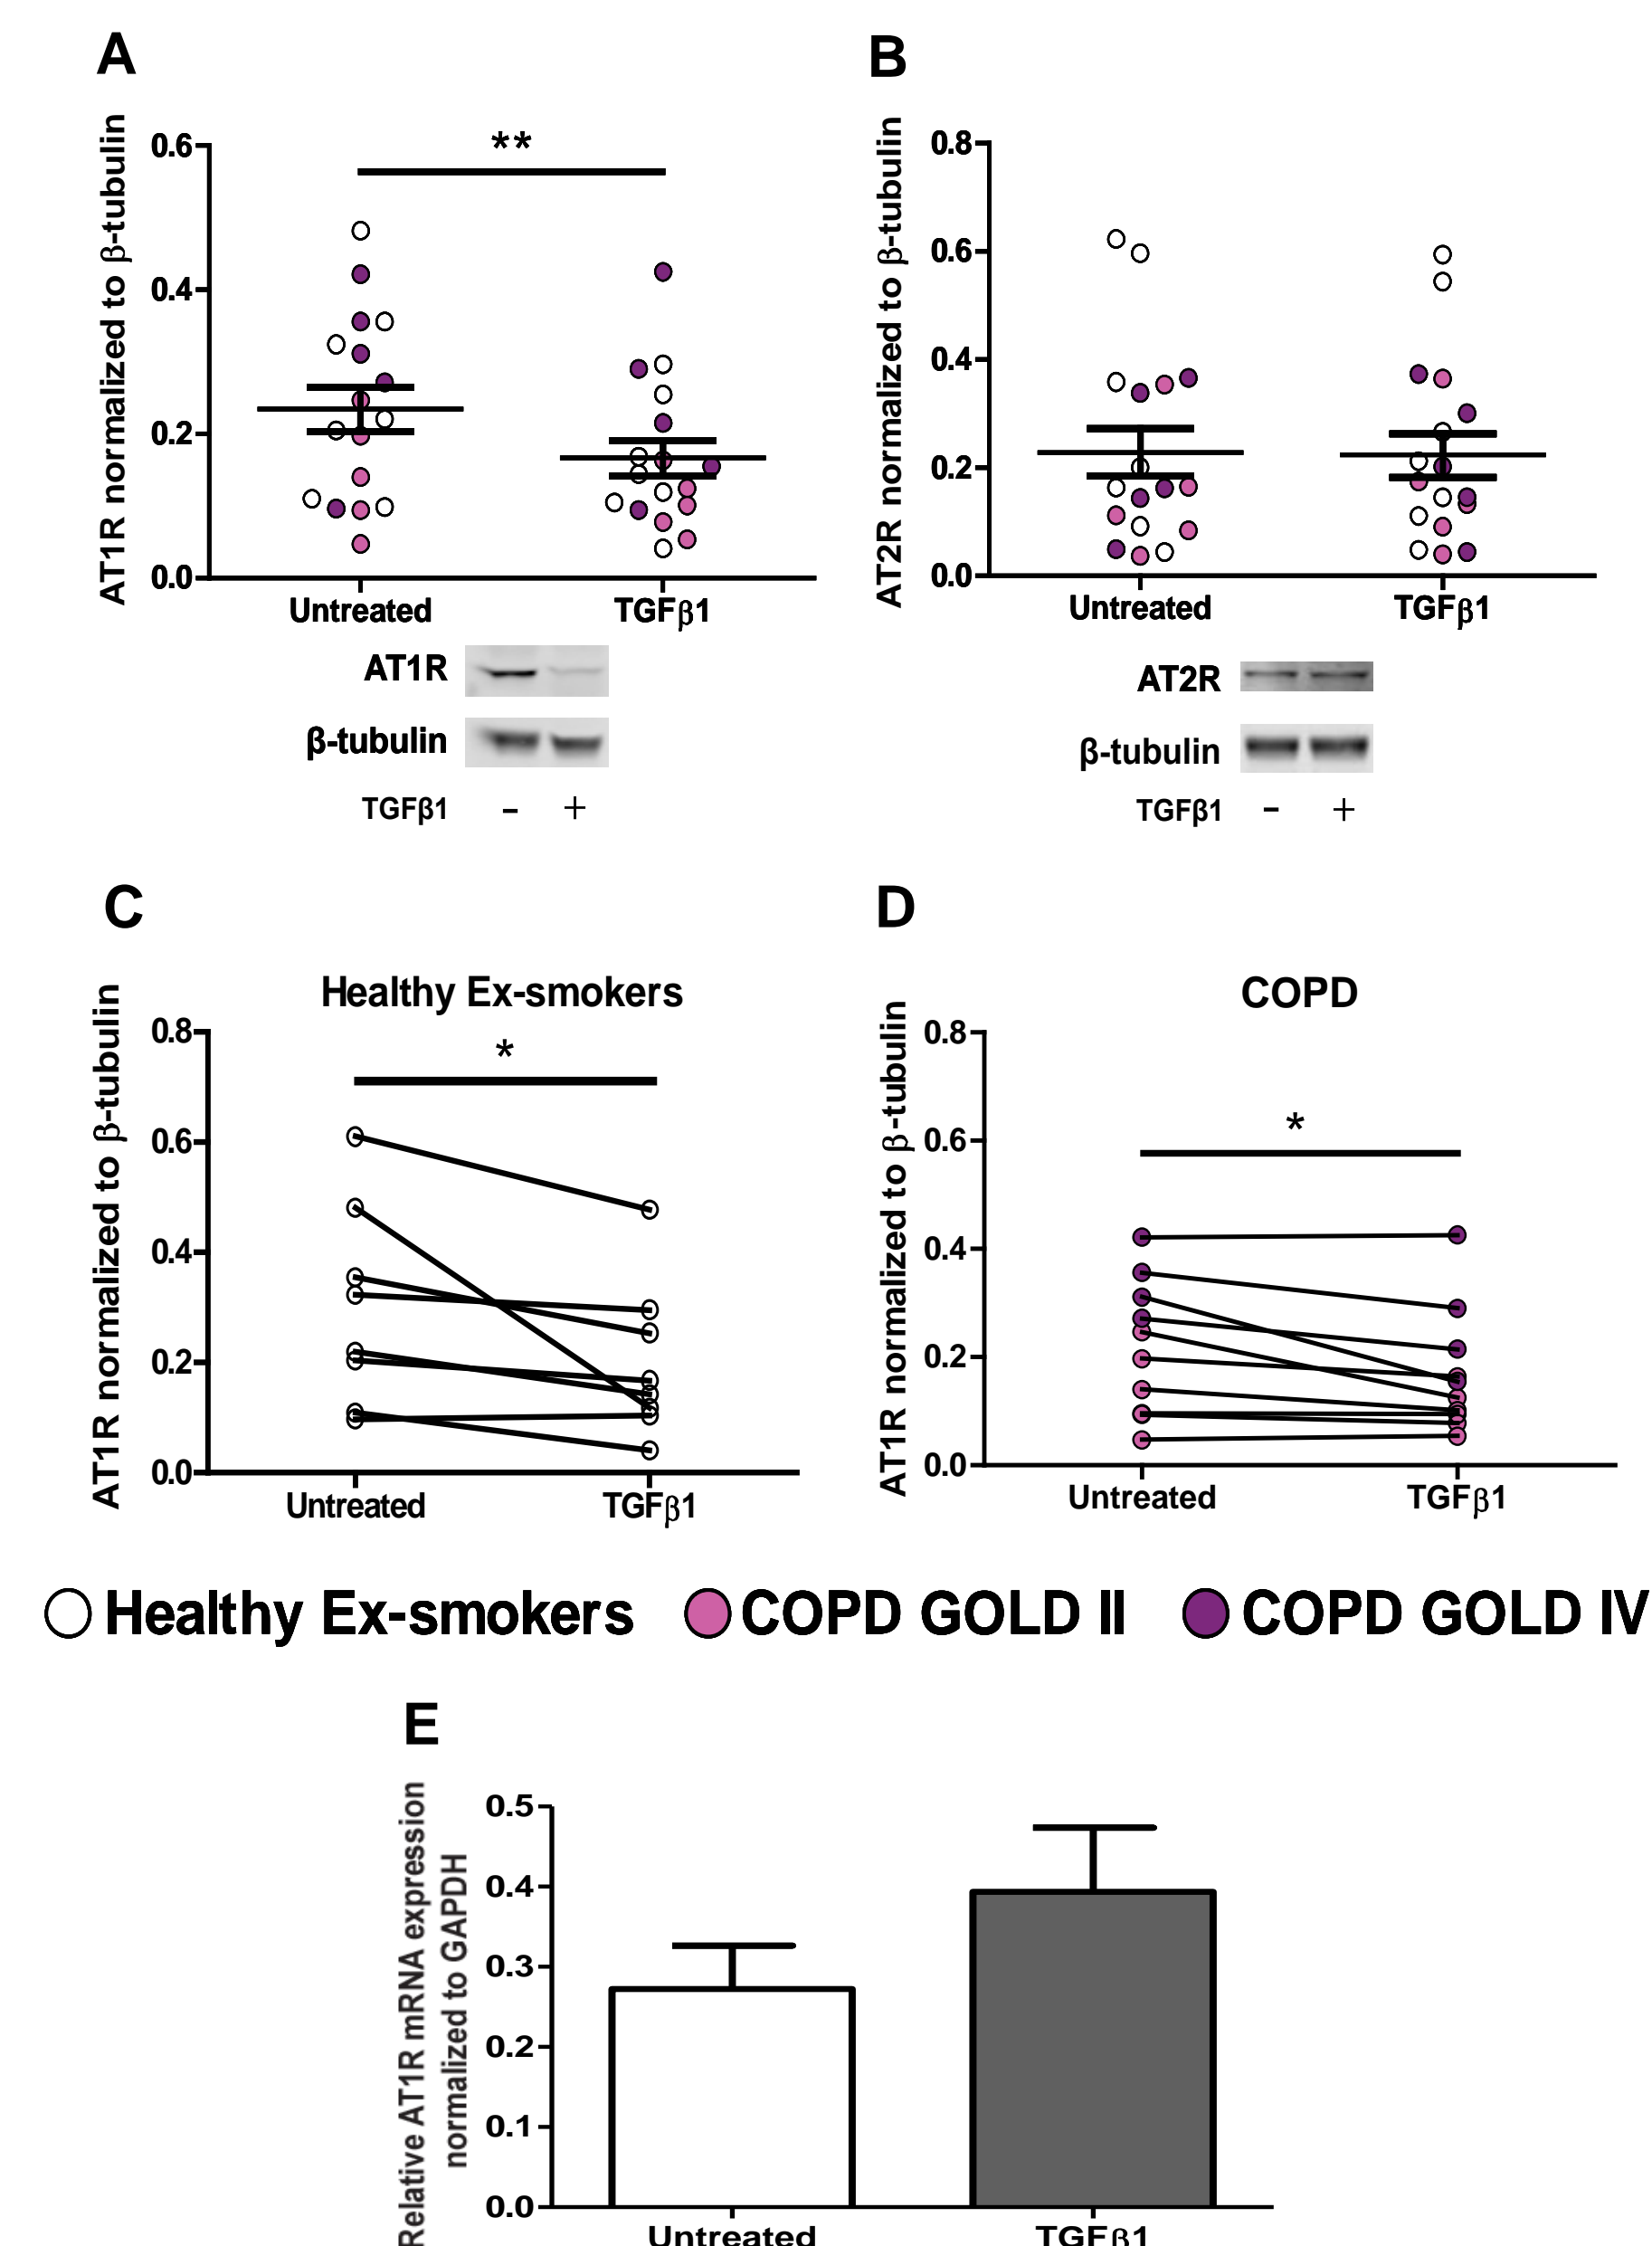 A
AT1R normalized to β-tubulin
0.6
0.4
0.2
0.0
**
Untreated
TGFβ1
AT1R
β-tubulin
TGFβ1 - +
B
AT2R normalized to β-tubulin
0.8
0.6
0.4
0.2
0.0
Untreated
TGFβ1
AT2R
β-tubulin
TGFβ1 - +
C
Healthy Ex-smokers
AT1R normalized to β-tubulin
0.8
0.6
0.4
0.2
0.0
*
Untreated
TGFβ1
D
COPD
AT1R normalized to β-tubulin
0.8
0.6
0.4
0.2
0.0
*
Untreated
TGFβ1
Healthy Ex-smokers COPD GOLD II COPD GOLD IV
E
Relative AT1R mRNA expression
normalized to GAPDH
0.5
0.4
0.3
0.2
0.1
0.0
Untreated
TGFβ1